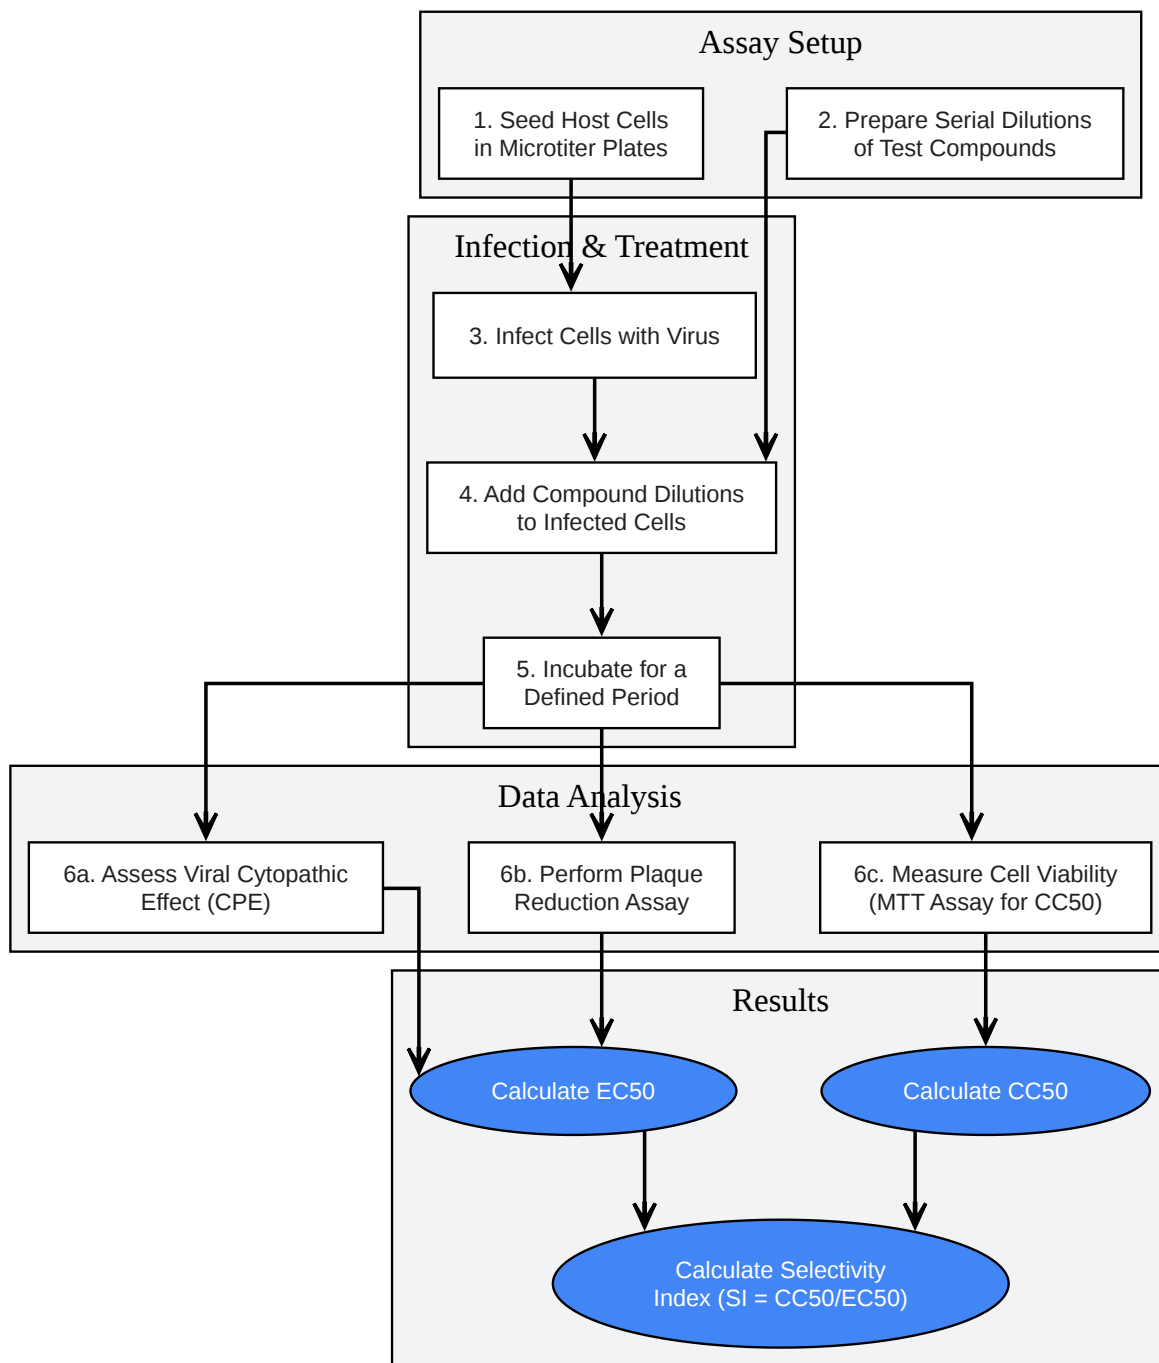 Assay Setup
1. Seed Host Cells
in Microtiter Plates
2. Prepare Serial Dilutions
of Test Compounds
Infection & Treatment
3. Infect Cells with Virus
4. Add Compound Dilutions
to Infected Cells
5. Incubate for a
Defined Period
Data Analysis
6a. Assess Viral Cytopathic
Effect (CPE)
6b. Perform Plaque
Reduction Assay
6c. Measure Cell Viability
(MTT Assay for CC50)
Results
Calculate EC50
Calculate CC50
Calculate Selectivity
Index (SI = CC50/EC50)